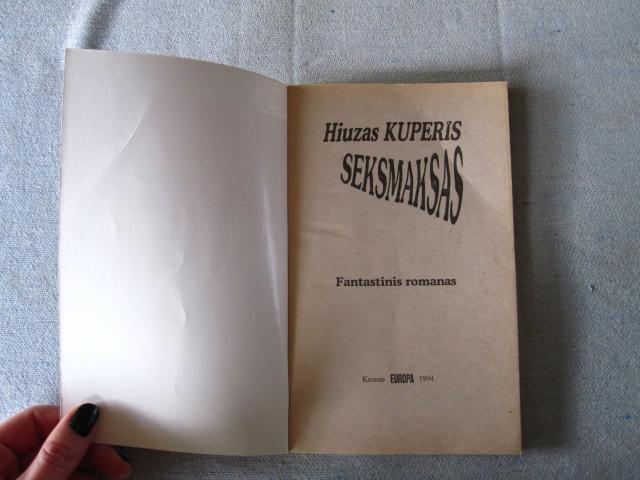 Hiuzas KUPERIS
SEKSMAKSAS
Fantastinis romanas
Kaunas EUROPA 1994